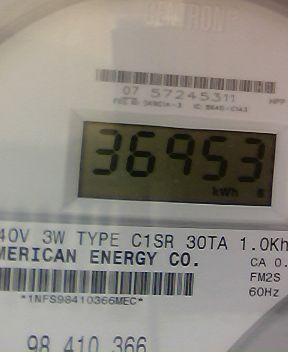 CENTRON
07 57245311
36953
kWh
40V 3W TYPE C1SR 30TA 1.0Kh
MERICAN ENERGY CO.
CA 0.
FM2S
60Hz
*1NFS98410366MEC*
98 410 366